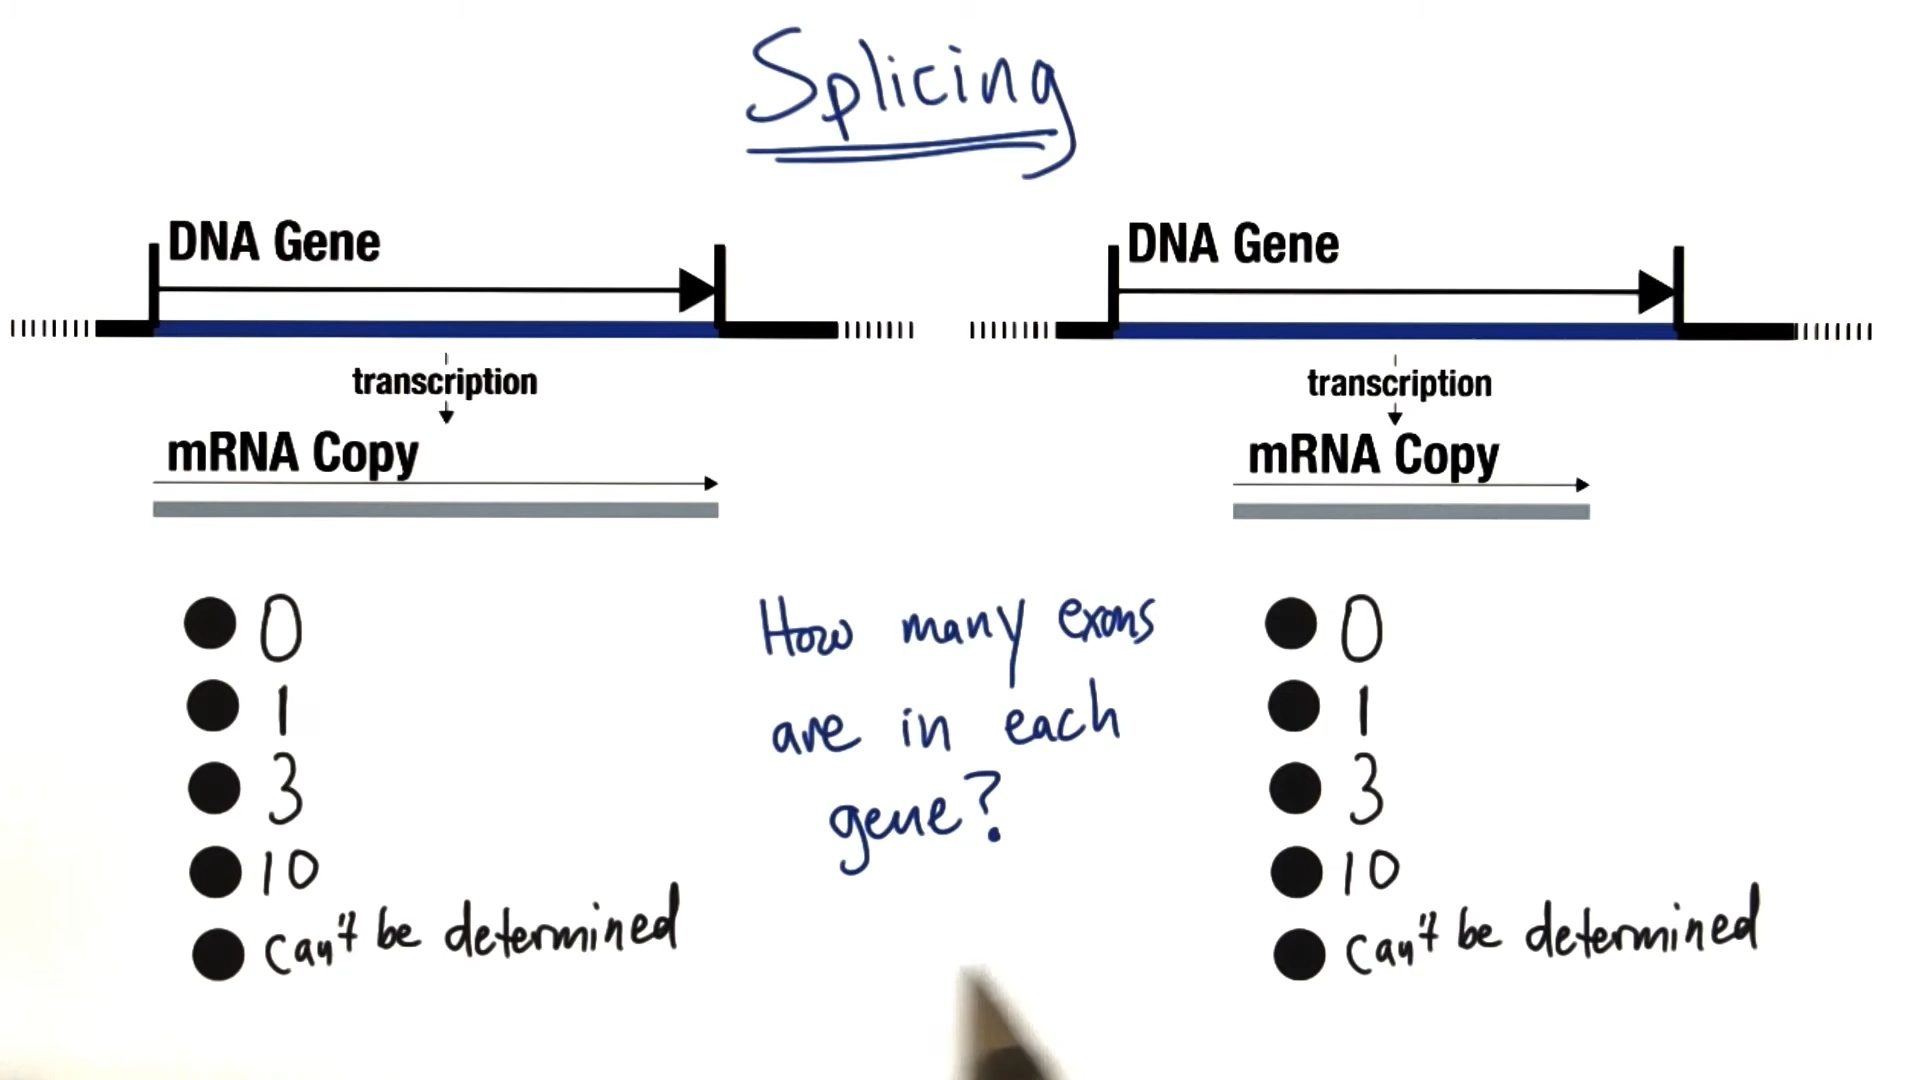 Splicing
DNA Gene
transcription
mRNA Copy
0
1
3
10
can't be determined
How many exons
are in each
gene?
DNA Gene
transcription
mRNA Copy
0
1
3
10
can't be determined